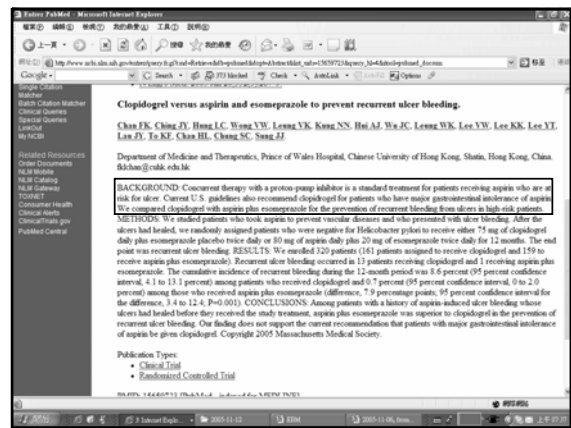 Entrez PubMed - Microsoft Internet Explorer
Google
Search
373 blocked
Check
AutoLink
Options
Single Citation
Matcher
Batch Citation Matcher
Clinical Queries
Special Queries
LinkOut
My NCBI
Related Resources
Order Documents
NLM Mobile
NLM Catalog
NLM Gateway
TOXNET
Consumer Health
Clinical Alerts
ClinicalTrials.gov
PubMed Central
Clopidogrel versus aspirin and esomeprazole to prevent recurrent ulcer bleeding.
Chan FK, Ching JY, Hung LC, Wong VW, Leung VK, Kung NN, Hui AJ, Wu JC, Leung WK, Lee VW, Lee KK, Lee YT,
Lau JY, To KF, Chan HL, Chung SC, Sung JJ.
Department of Medicine and Therapeutics, Prince of Wales Hospital, Chinese University of Hong Kong, Shatin, Hong Kong, China.
fklchan@cuhk.edu.hk
BACKGROUND: Concurrent therapy with a proton-pump inhibitor is a standard treatment for patients receiving aspirin who are at
risk for ulcer. Current U.S. guidelines also recommend clopidrogel for patients who have major gastrointestinal intolerance of aspirin.
We compared clopidogrel with aspirin plus esomeprazole for the prevention of recurrent bleeding from ulcers in high-risk patients.
METHODS: We studied patients who took aspirin to prevent vascular diseases and who presented with ulcer bleeding. After the
ulcers had healed, we randomly assigned patients who were negative for Helicobacter pylori to receive either 75 mg of clopidogrel
daily plus esomeprazole placebo twice daily or 80 mg of aspirin daily plus 20 mg of esomeprazole twice daily for 12 months. The end
point was recurrent ulcer bleeding. RESULTS: We enrolled 320 patients (161 patients assigned to receive clopidogrel and 159 to
receive aspirin plus esomeprazole). Recurrent ulcer bleeding occurred in 13 patients receiving clopidogrel and 1 receiving aspirin plus
esomeprazole. The cumulative incidence of recurrent bleeding during the 12-month period was 8.6 percent (95 percent confidence
interval, 4.1 to 13.1 percent) among patients who received clopidogrel and 0.7 percent (95 percent confidence interval, 0 to 2.0
percent) among those who received aspirin plus esomeprazole (difference, 7.9 percentage points; 95 percent confidence interval for
the difference, 3.4 to 12.4; P=0.001). CONCLUSIONS: Among patients with a history of aspirin-induced ulcer bleeding whose
ulcers had healed before they received the study treatment, aspirin plus esomeprazole was superior to clopidogrel in the prevention of
recurrent ulcer bleeding. Our finding does not support the current recommendation that patients with major gastrointestinal intolerance
of aspirin be given clopidogrel. Copyright 2005 Massachusetts Medical Society.
Publication Types:
Clinical Trial
Randomized Controlled Trial
2005-11-12
EBM